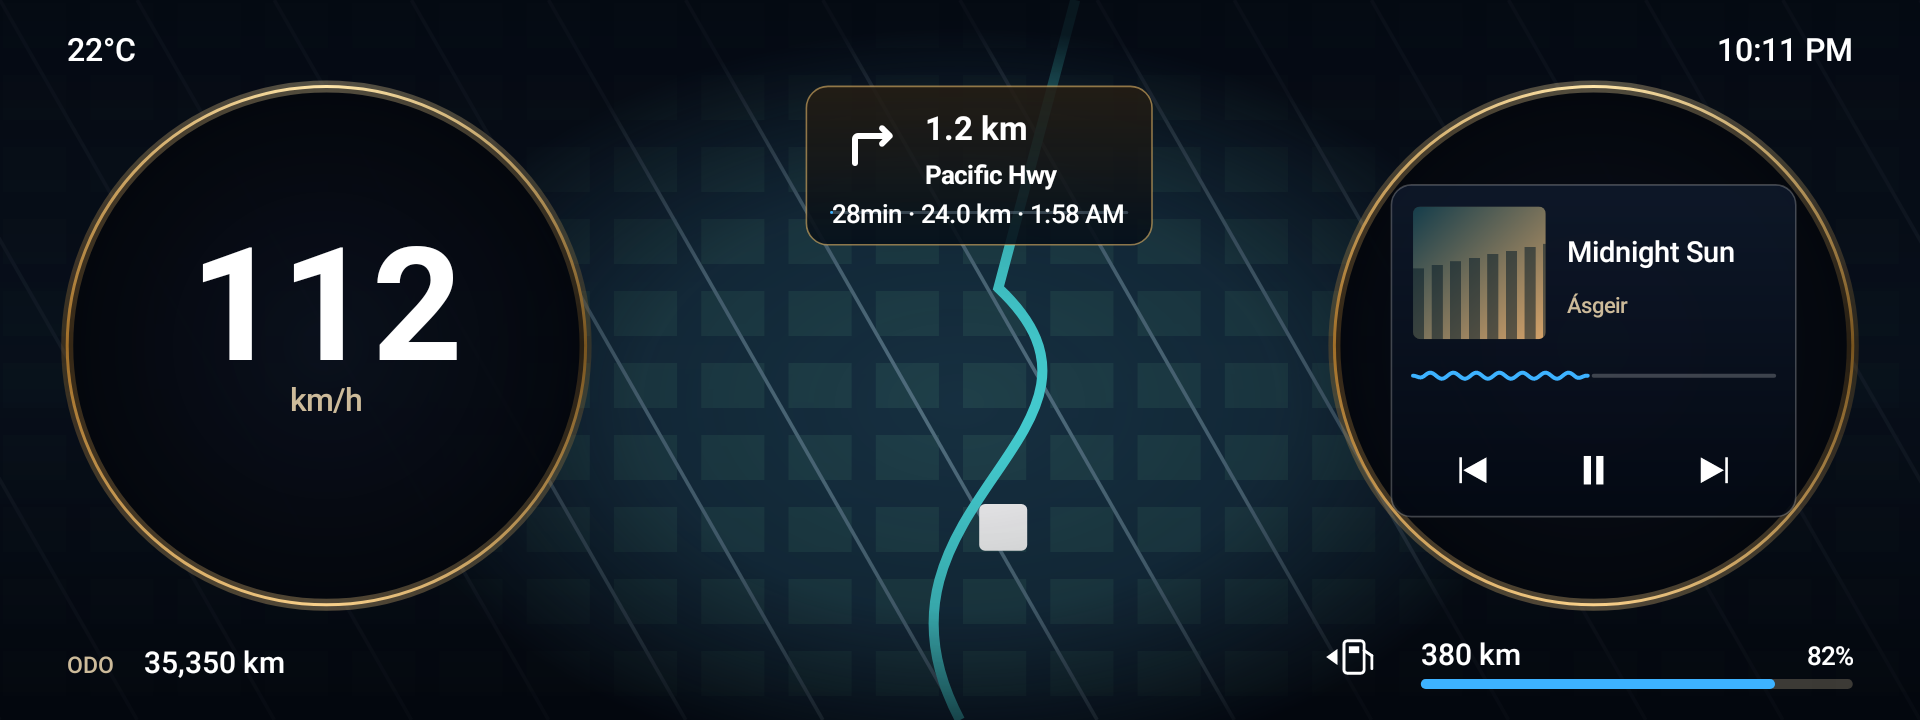 22°C
10:11 PM
1.2 km
Pacific Hwy
28min · 24.0 km · 1:58 AM
112
km/h
Midnight Sun
Ásgeir
ODO 35,350 km
380 km 82%